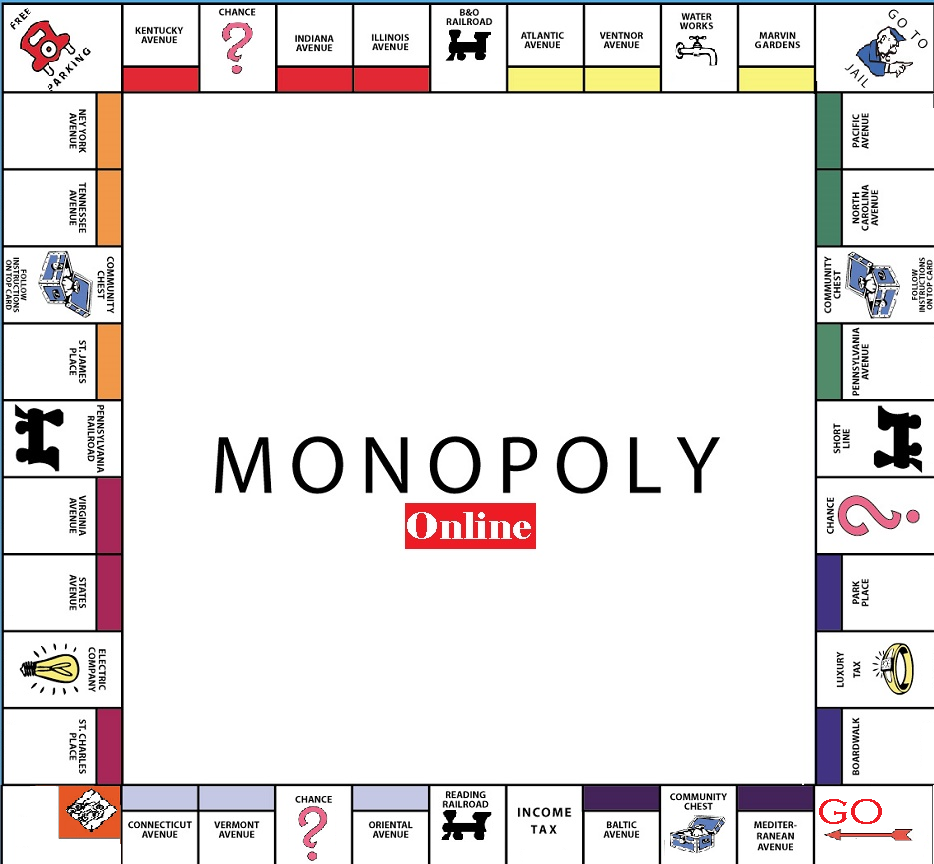 FREE
PARKING
KENTUCKY
AVENUE
CHANCE
INDIANA
AVENUE
ILLINOIS
AVENUE
B&O
RAILROAD
ATLANTIC
AVENUE
VENTNOR
AVENUE
WATER
WORKS
MARVIN
GARDENS
GO TO
JAIL
NEW YORK
AVENUE
TENNESSEE
AVENUE
COMMUNITY
CHEST
FOLLOW
INSTRUCTIONS
ON TOP CARD
ST. JAMES
PLACE
PENNSYLVANIA
RAILROAD
VIRGINIA
AVENUE
STATES
AVENUE
ELECTRIC
COMPANY
ST. CHARLES
PLACE
MONOPOLY
Online
PACIFIC
AVENUE
NORTH
CAROLINA
AVENUE
COMMUNITY
CHEST
FOLLOW
INSTRUCTIONS
ON TOP CARD
PENNSYLVANIA
AVENUE
SHORT
LINE
CHANCE
PARK
PLACE
LUXURY
TAX
BOARDWALK
CONNECTICUT
AVENUE
VERMONT
AVENUE
CHANCE
ORIENTAL
AVENUE
READING
RAILROAD
INCOME
TAX
BALTIC
AVENUE
COMMUNITY
CHEST
MEDITER-
RANEAN
AVENUE
GO